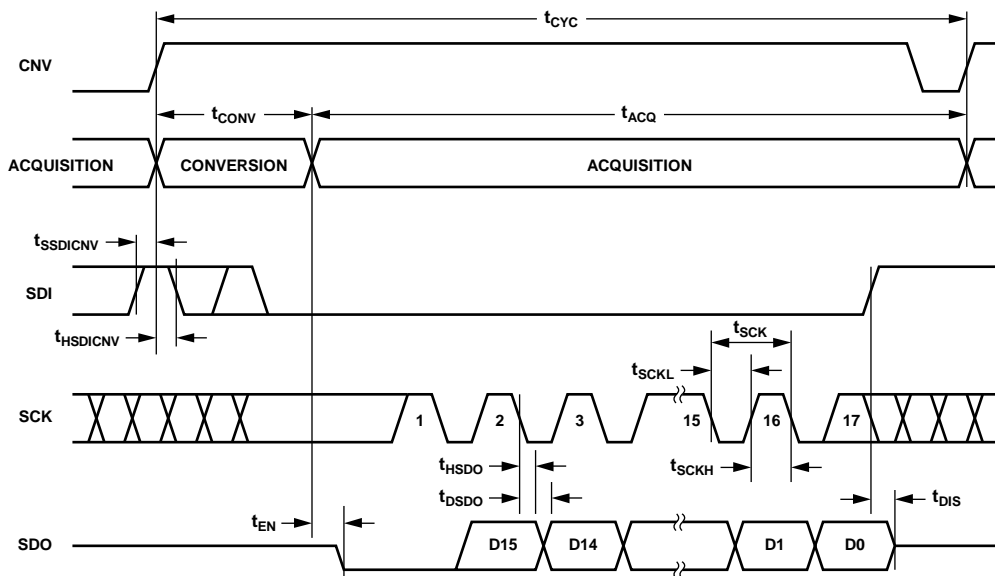 tCYC
CNV
tCONV
tACQ
ACQUISITION
CONVERSION
ACQUISITION
tSSDICNV
SDI
tHSDICNV
tSCK
tSCKL
SCK
1
2
3
15
16
17
tHSDO
tSCKH
tDSDO
tEN
tDIS
SDO
D15
D14
D1
D0